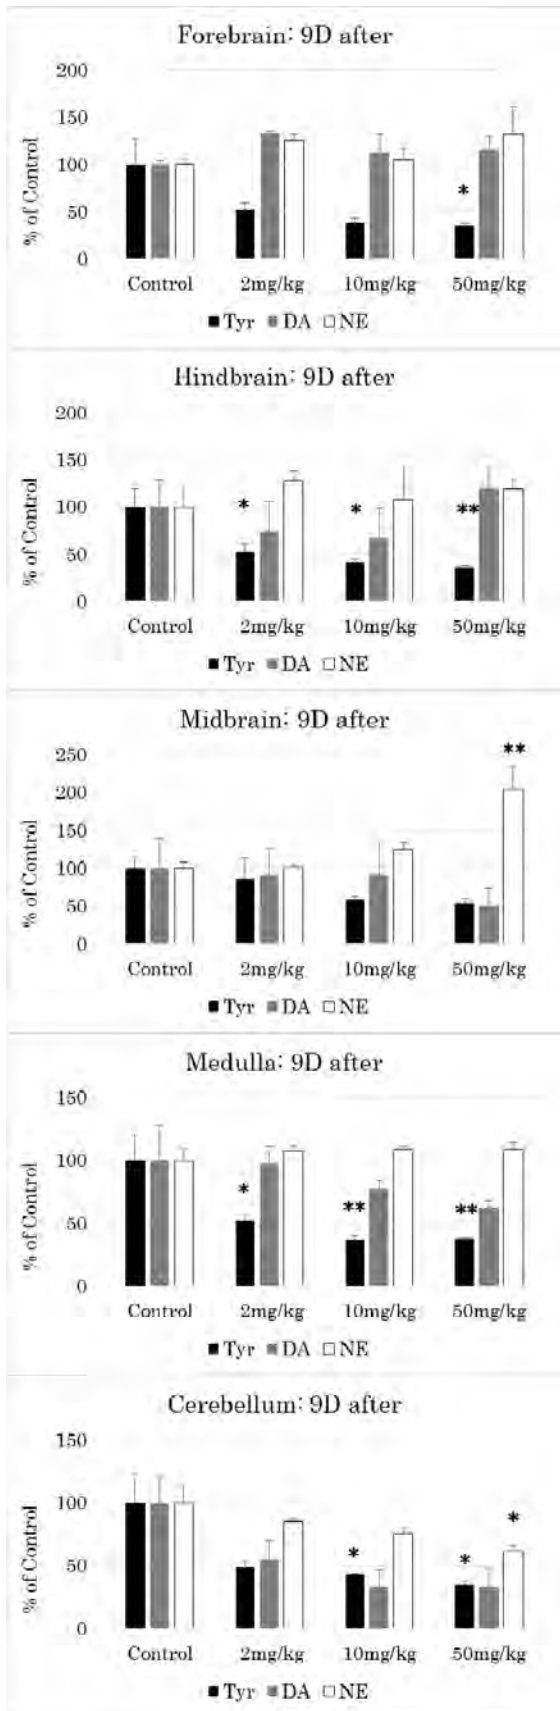 Forebrain: 9D after
200
150
100
50
0
% of Control
*
Control 2mg/kg 10mg/kg 50mg/kg
■ Tyr ■ DA □ NE
Hindbrain: 9D after
200
150
100
50
0
% of Control
* * **
Control 2mg/kg 10mg/kg 50mg/kg
■ Tyr ■ DA □ NE
Midbrain: 9D after
250
200
150
100
50
0
% of Control
**
Control 2mg/kg 10mg/kg 50mg/kg
■ Tyr ■ DA □ NE
Medulla: 9D after
150
100
50
0
% of Control
* ** **
Control 2mg/kg 10mg/kg 50mg/kg
■ Tyr ■ DA □ NE
Cerebellum: 9D after
150
100
50
0
% of Control
* * *
Control 2mg/kg 10mg/kg 50mg/kg
■ Tyr ■ DA □ NE